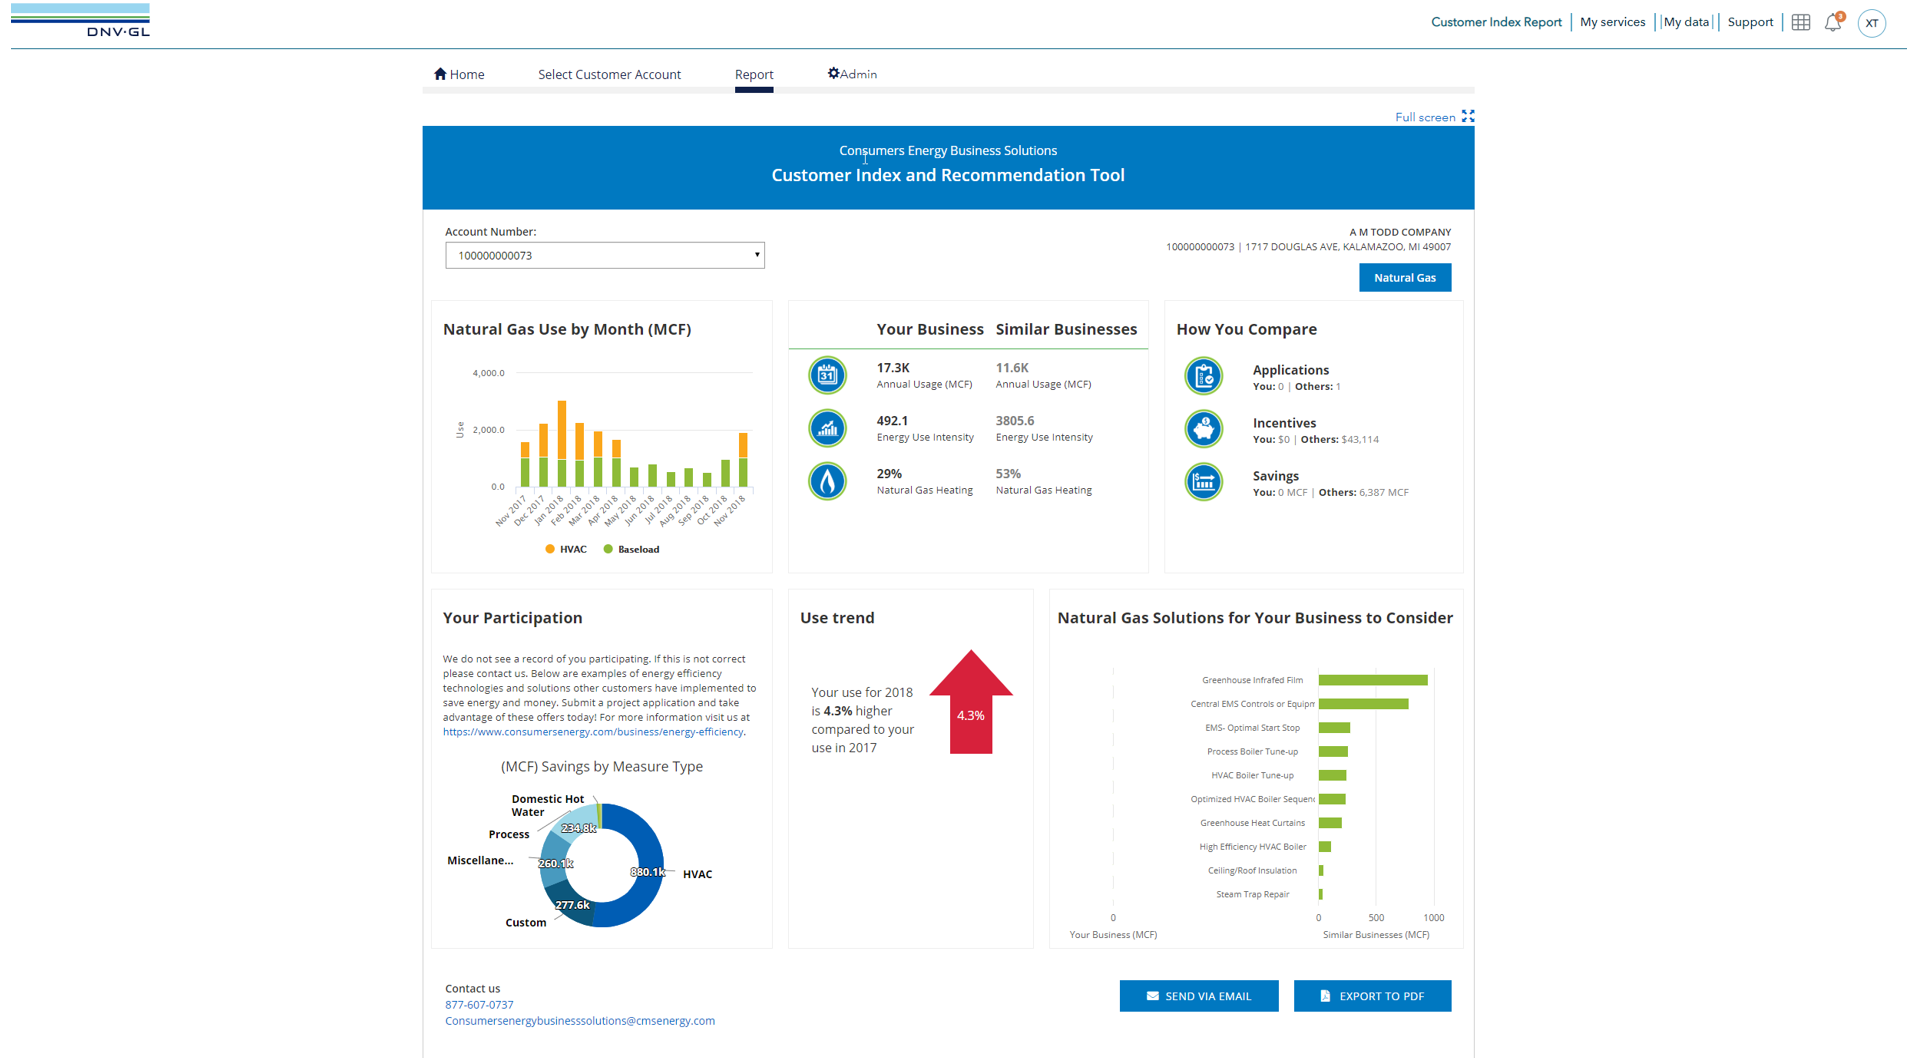 DNV·GL
Customer Index Report
My services
My data
Support
3
XT
Home
Select Customer Account
Report
Admin
Full screen
Consumers Energy Business Solutions
Customer Index and Recommendation Tool
Account Number:
100000000073
A M TODD COMPANY
100000000073 | 1717 DOUGLAS AVE, KALAMAZOO, MI 49007
Natural Gas
Natural Gas Use by Month (MCF)
4,000.0
2,000.0
0.0
Use
Nov 2017
Dec 2017
Jan 2018
Feb 2018
Mar 2018
Apr 2018
May 2018
Jun 2018
Jul 2018
Aug 2018
Sep 2018
Oct 2018
Nov 2018
HVAC
Baseload
Your Business Similar Businesses
31
17.3K 11.6K
Annual Usage (MCF) Annual Usage (MCF)
492.1 3805.6
Energy Use Intensity Energy Use Intensity
29% 53%
Natural Gas Heating Natural Gas Heating
How You Compare
Applications
You: 0 | Others: 1
Incentives
You: $0 | Others: $43,114
Savings
You: 0 MCF | Others: 6,387 MCF
Your Participation
We do not see a record of you participating. If this is not correct
please contact us. Below are examples of energy efficiency
technologies and solutions other customers have implemented to
save energy and money. Submit a project application and take
advantage of these offers today! For more information visit us at
https://www.consumersenergy.com/business/energy-efficiency.
(MCF) Savings by Measure Type
Domestic Hot
Water
Process
Miscellane...
Custom
HVAC
234.8k
260.1k
277.6k
880.1k
Use trend
Your use for 2018
is 4.3% higher
compared to your
use in 2017
4.3%
Natural Gas Solutions for Your Business to Consider
Greenhouse Infrafed Film
Central EMS Controls or Equipm
EMS- Optimal Start Stop
Process Boiler Tune-up
HVAC Boiler Tune-up
Optimized HVAC Boiler Sequenc
Greenhouse Heat Curtains
High Efficiency HVAC Boiler
Ceiling/Roof Insulation
Steam Trap Repair
0 0 500 1000
Your Business (MCF) Similar Businesses (MCF)
Contact us
877-607-0737
Consumersenergybusinesssolutions@cmsenergy.com
SEND VIA EMAIL
EXPORT TO PDF